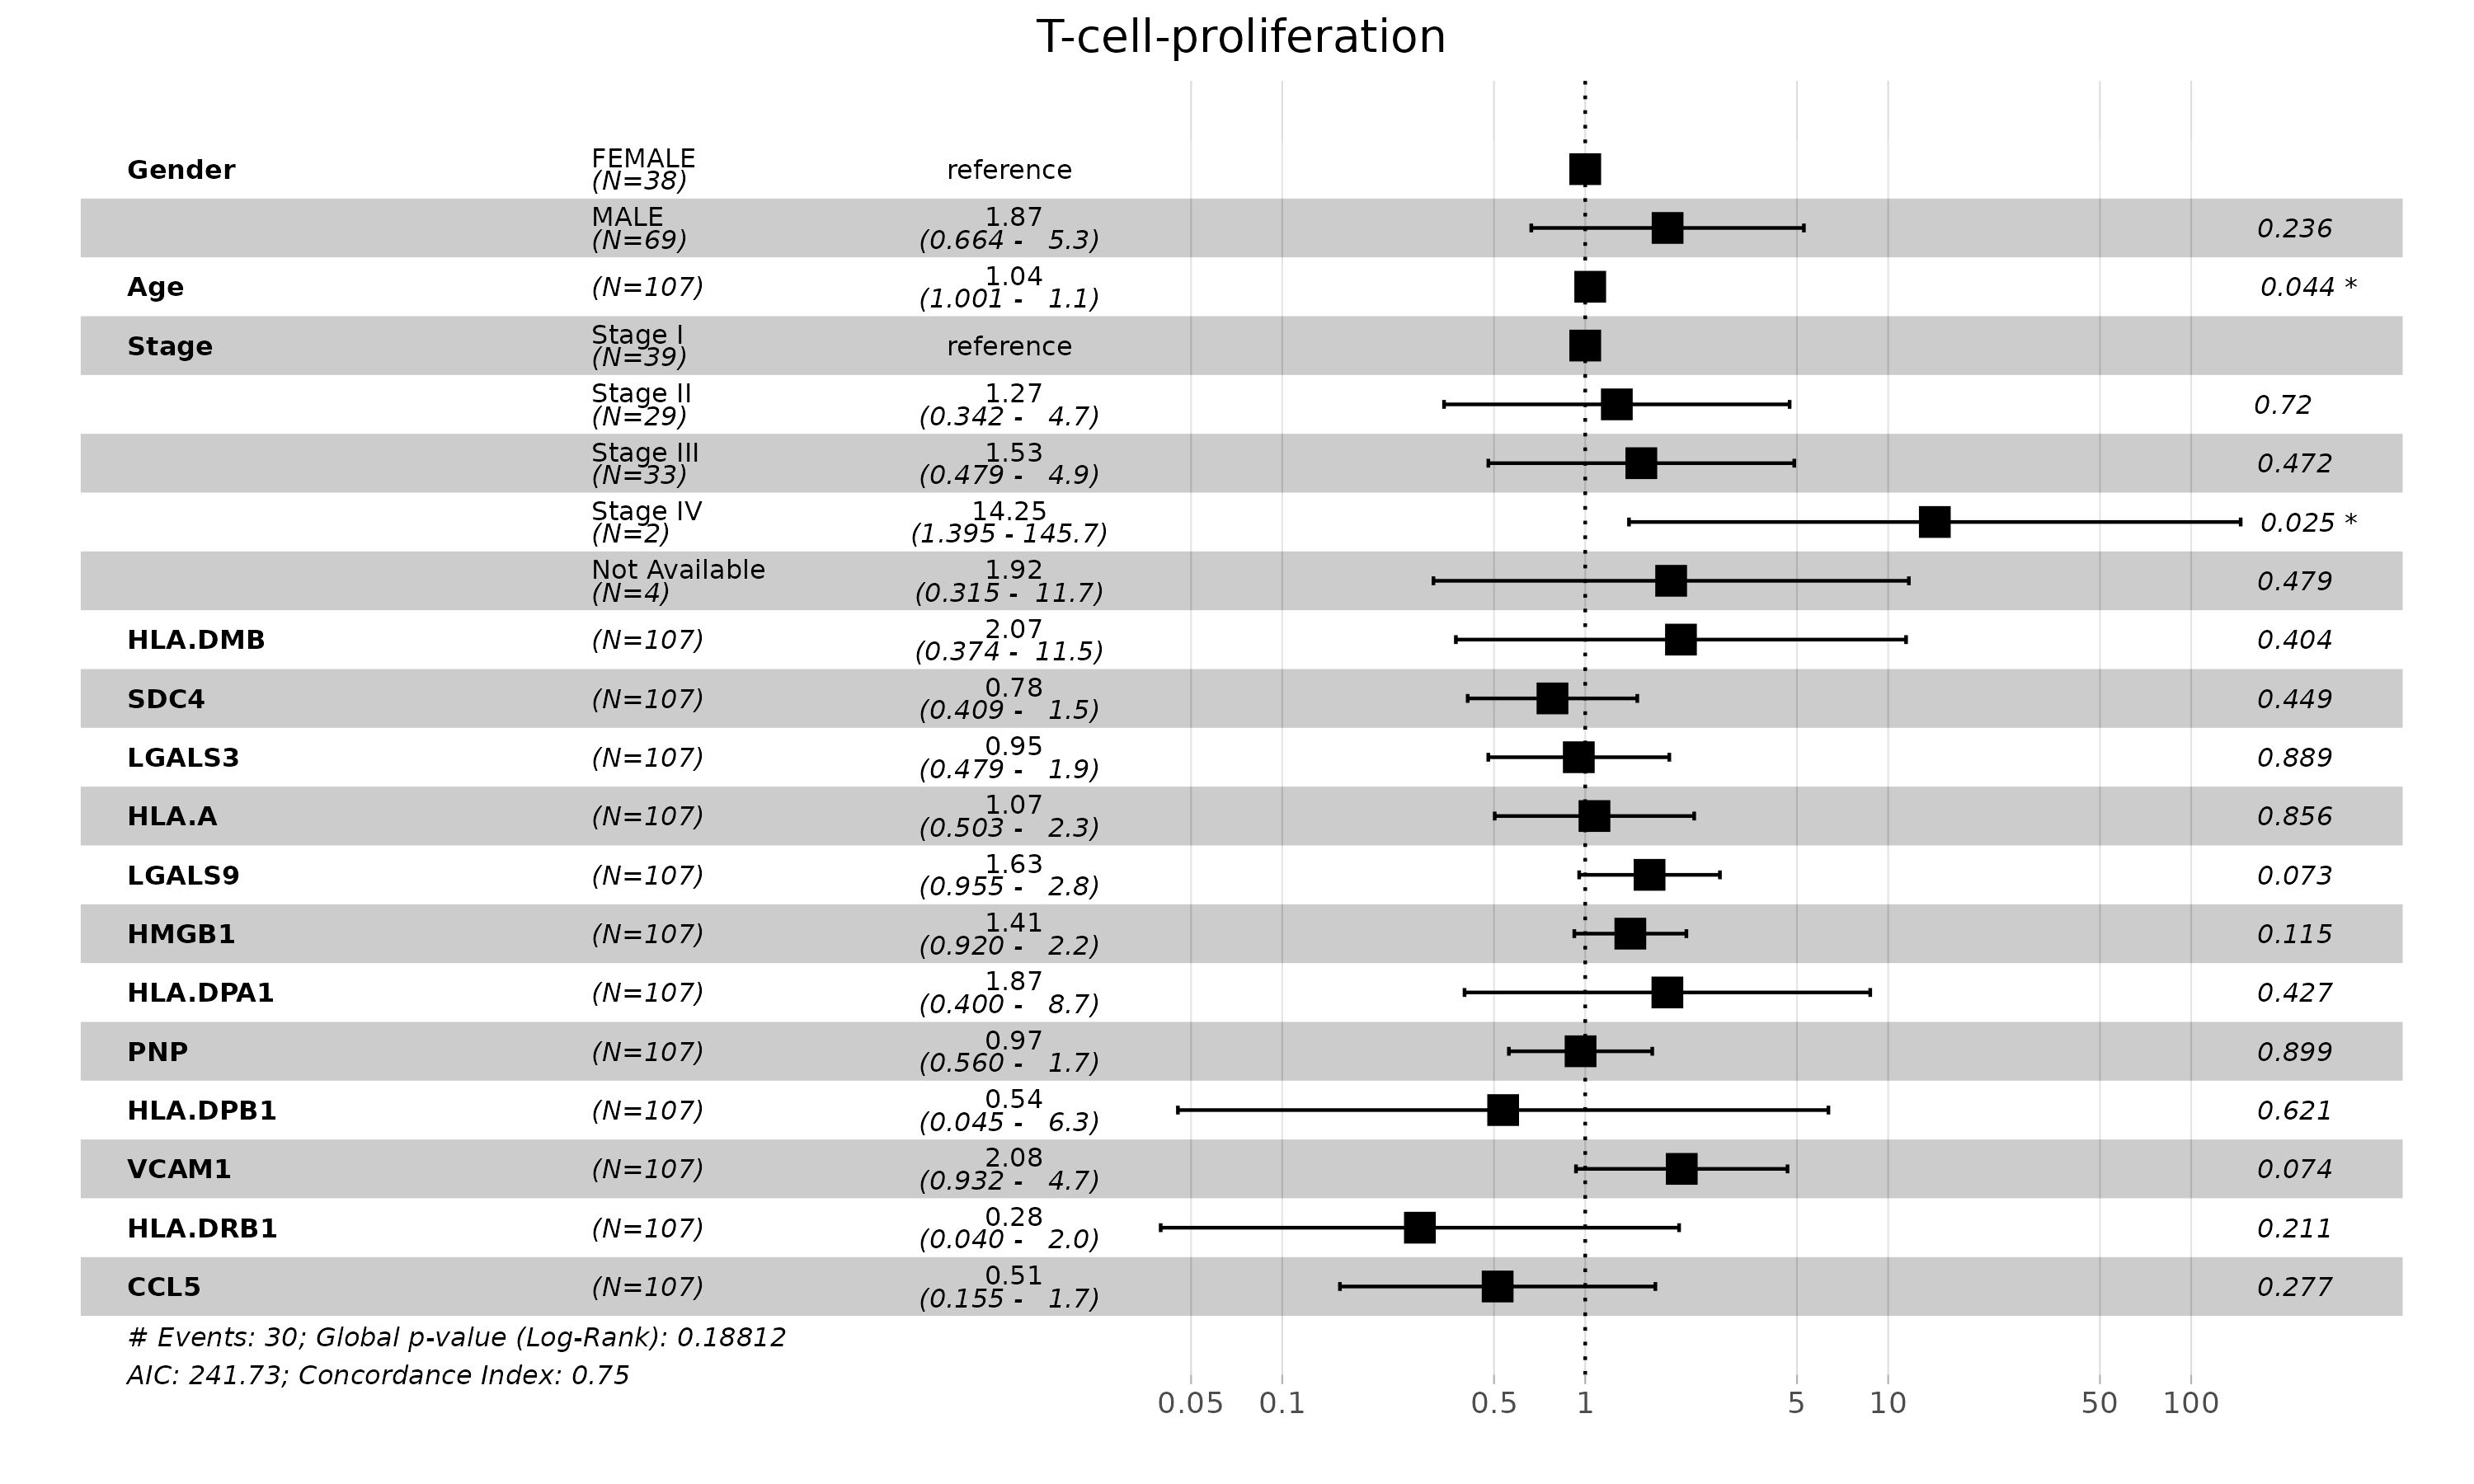 T-cell-proliferation
Gender FEMALE (N=38) reference
MALE (N=69) 1.87 (0.664 - 5.3) 0.236
Age (N=107) 1.04 (1.001 - 1.1) 0.044 *
Stage Stage I (N=39) reference
Stage II (N=29) 1.27 (0.342 - 4.7) 0.72
Stage III (N=33) 1.53 (0.479 - 4.9) 0.472
Stage IV (N=2) 14.25 (1.395 - 145.7) 0.025 *
Not Available (N=4) 1.92 (0.315 - 11.7) 0.479
HLA.DMB (N=107) 2.07 (0.374 - 11.5) 0.404
SDC4 (N=107) 0.78 (0.409 - 1.5) 0.449
LGALS3 (N=107) 0.95 (0.479 - 1.9) 0.889
HLA.A (N=107) 1.07 (0.503 - 2.3) 0.856
LGALS9 (N=107) 1.63 (0.955 - 2.8) 0.073
HMGB1 (N=107) 1.41 (0.920 - 2.2) 0.115
HLA.DPA1 (N=107) 1.87 (0.400 - 8.7) 0.427
PNP (N=107) 0.97 (0.560 - 1.7) 0.899
HLA.DPB1 (N=107) 0.54 (0.045 - 6.3) 0.621
VCAM1 (N=107) 2.08 (0.932 - 4.7) 0.074
HLA.DRB1 (N=107) 0.28 (0.040 - 2.0) 0.211
CCL5 (N=107) 0.51 (0.155 - 1.7) 0.277
# Events: 30; Global p-value (Log-Rank): 0.18812
AIC: 241.73; Concordance Index: 0.75
0.05 0.1 0.5 1 5 10 50 100